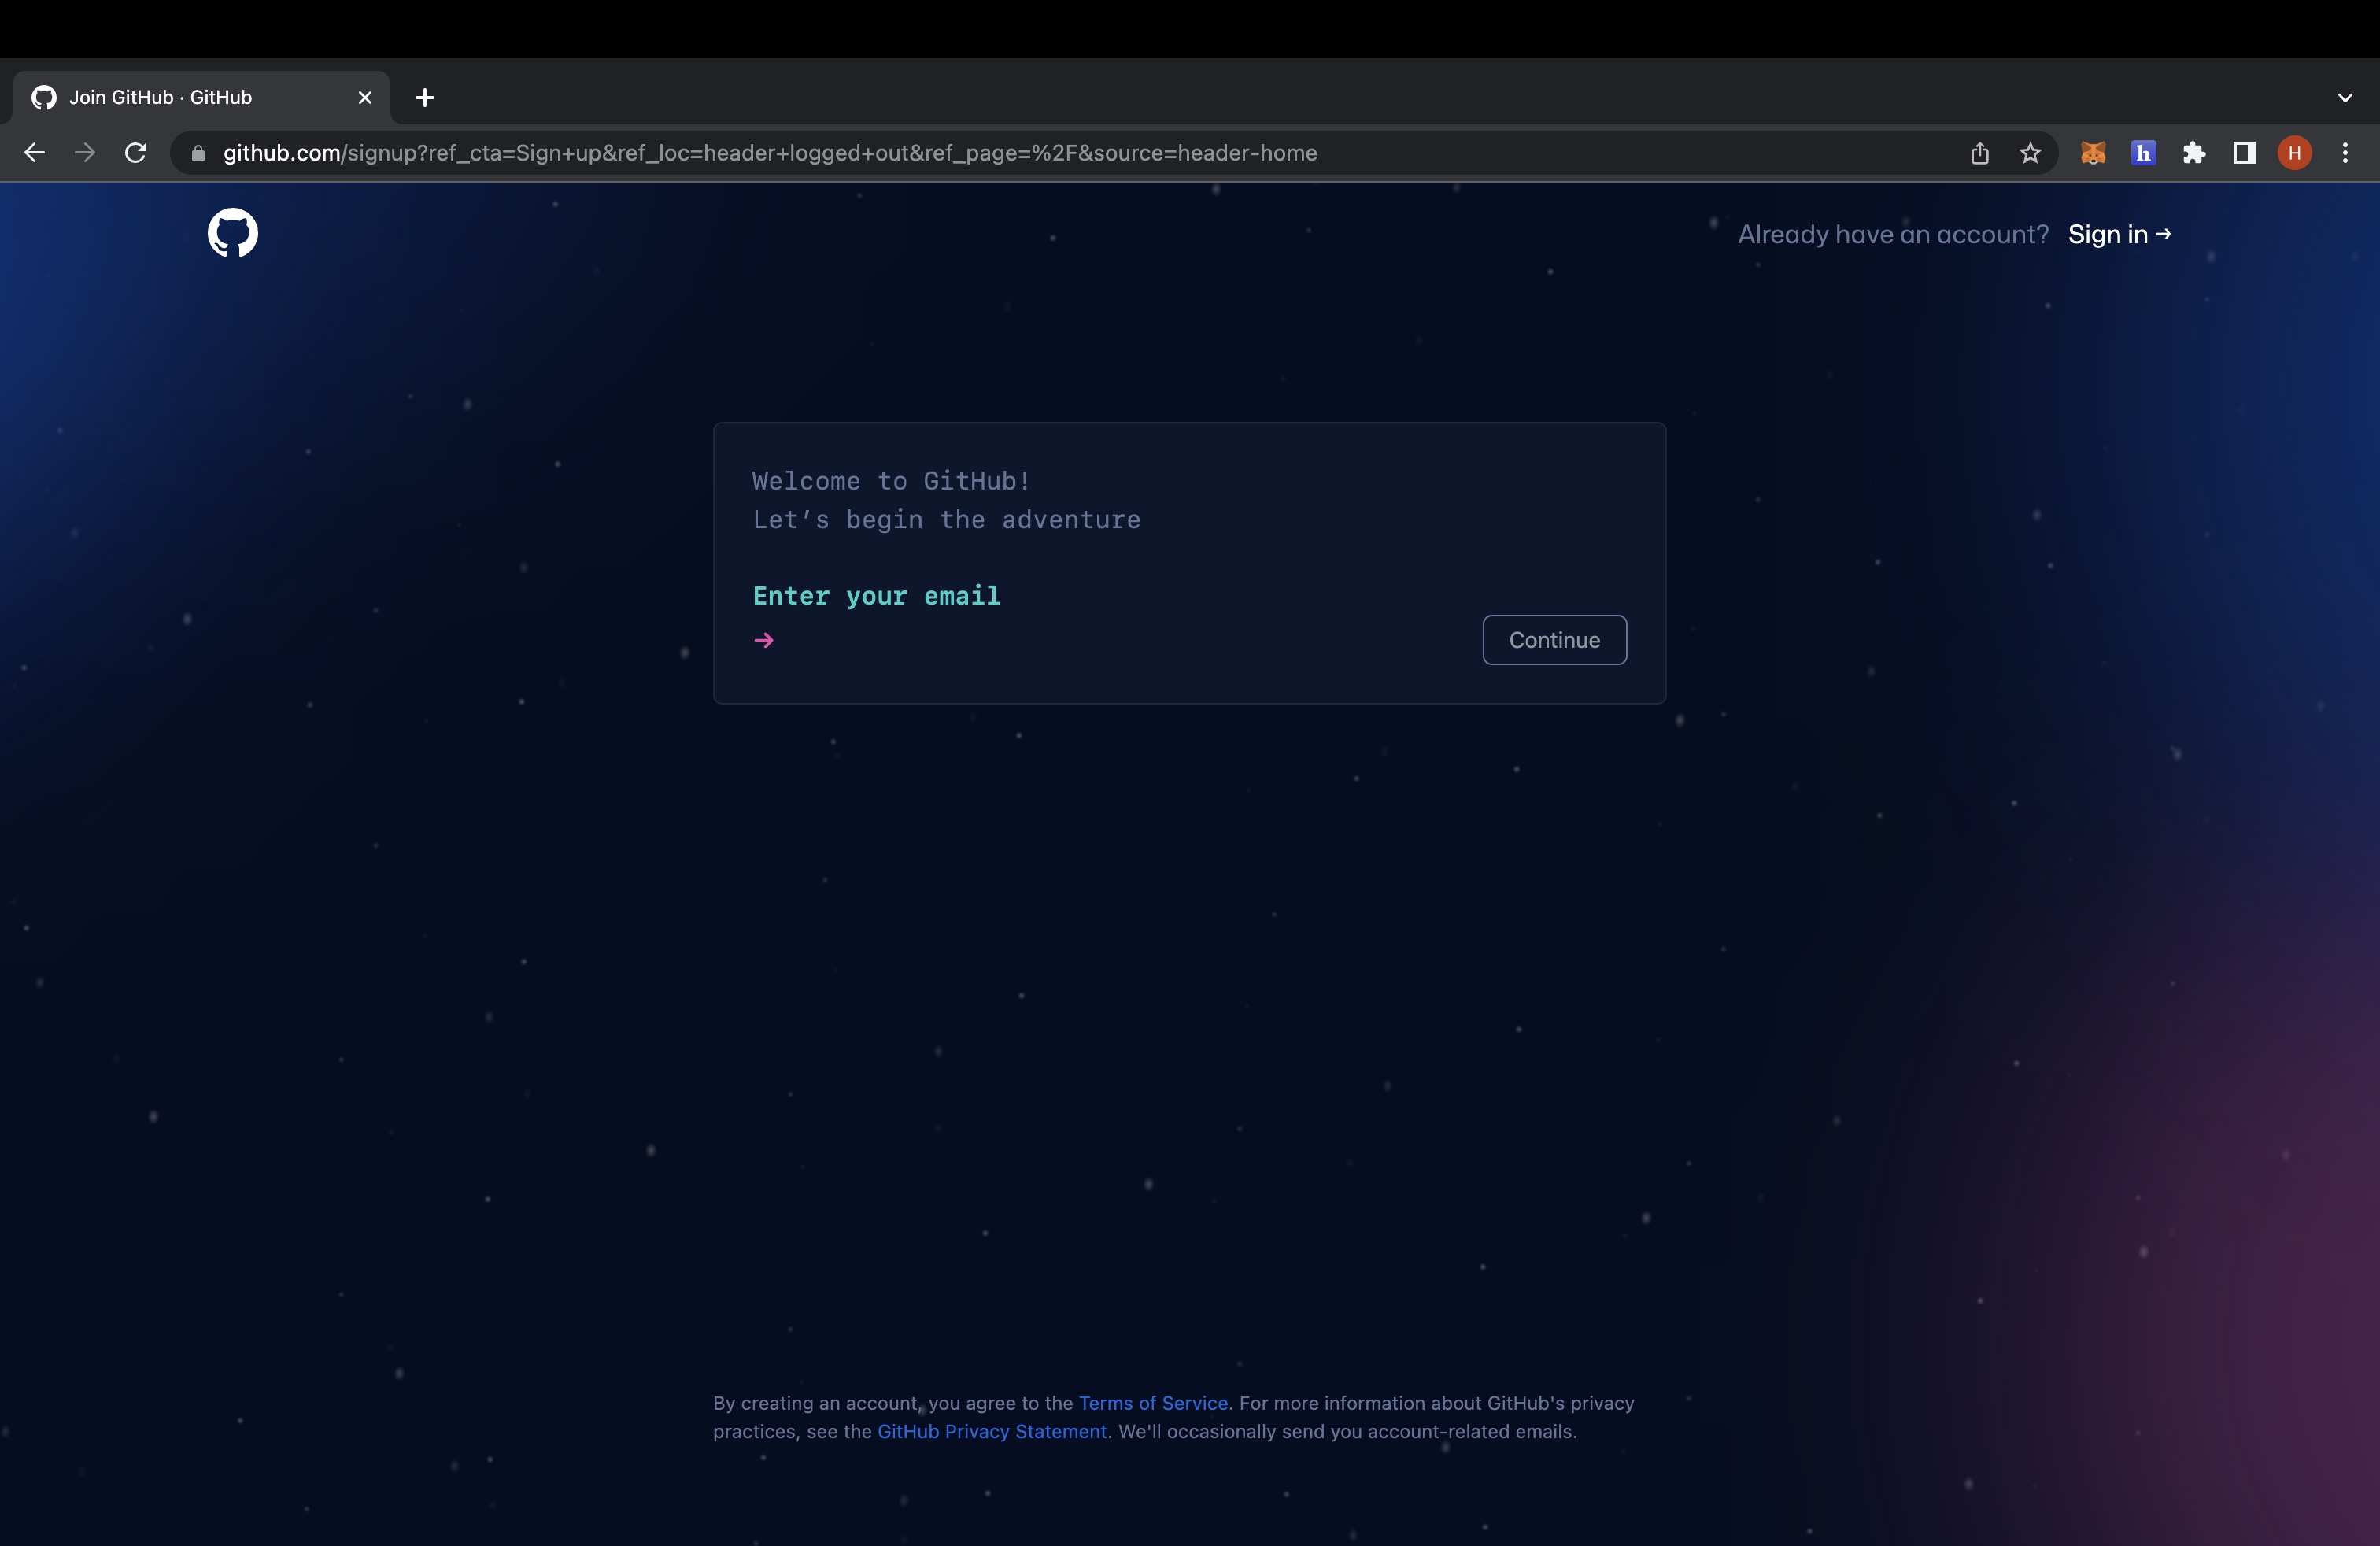 Join GitHub · GitHub
github.com/signup?ref_cta=Sign+up&ref_loc=header+logged+out&ref_page=%2F&source=header-home
h
H
Already have an account? Sign in →
Welcome to GitHub!
Let’s begin the adventure
Enter your email
→
Continue
By creating an account, you agree to the Terms of Service. For more information about GitHub's privacy
practices, see the GitHub Privacy Statement. We'll occasionally send you account-related emails.